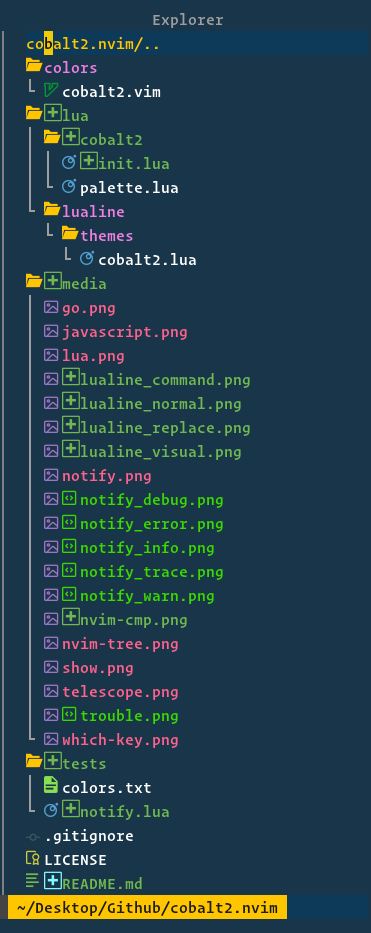 Explorer
cobalt2.nvim/..
colors
cobalt2.vim
lua
cobalt2
init.lua
palette.lua
lualine
themes
cobalt2.lua
media
go.png
javascript.png
lua.png
lualine_command.png
lualine_normal.png
lualine_replace.png
lualine_visual.png
notify.png
notify_debug.png
notify_error.png
notify_info.png
notify_trace.png
notify_warn.png
nvim-cmp.png
nvim-tree.png
show.png
telescope.png
trouble.png
which-key.png
tests
colors.txt
notify.lua
.gitignore
LICENSE
README.md
~/Desktop/Github/cobalt2.nvim